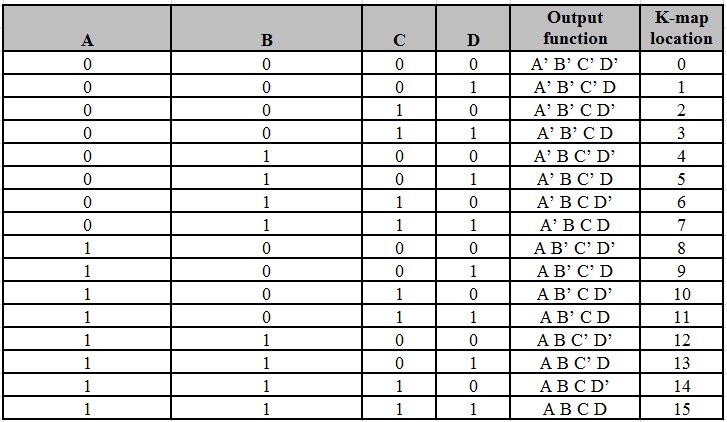 A B C D Output function K-map location
0 0 0 0 A’ B’ C’ D’ 0
0 0 0 1 A’ B’ C’ D 1
0 0 1 0 A’ B’ C D’ 2
0 0 1 1 A’ B’ C D 3
0 1 0 0 A’ B C’ D’ 4
0 1 0 1 A’ B C’ D 5
0 1 1 0 A’ B C D’ 6
0 1 1 1 A’ B C D 7
1 0 0 0 A B’ C’ D’ 8
1 0 0 1 A B’ C’ D 9
1 0 1 0 A B’ C D’ 10
1 0 1 1 A B’ C D 11
1 1 0 0 A B C’ D’ 12
1 1 0 1 A B C’ D 13
1 1 1 0 A B C D’ 14
1 1 1 1 A B C D 15